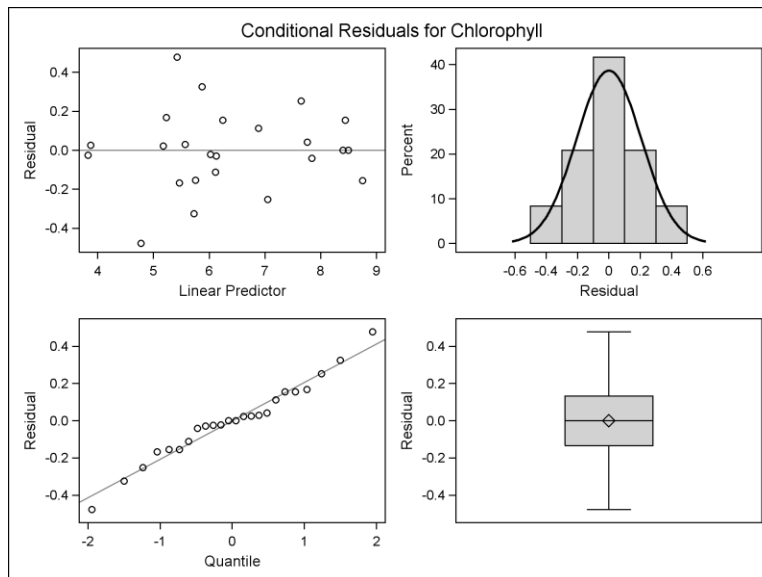 Conditional Residuals for Chlorophyll
0.4
0.2
0.0
-0.2
-0.4
Residual
4 5 6 7 8 9
Linear Predictor
40
30
20
10
0
Percent
-0.6 -0.4 -0.2 0 0.2 0.4 0.6
Residual
0.4
0.2
0.0
-0.2
-0.4
Residual
-2 -1 0 1 2
Quantile
0.4
0.2
0.0
-0.2
-0.4
Residual